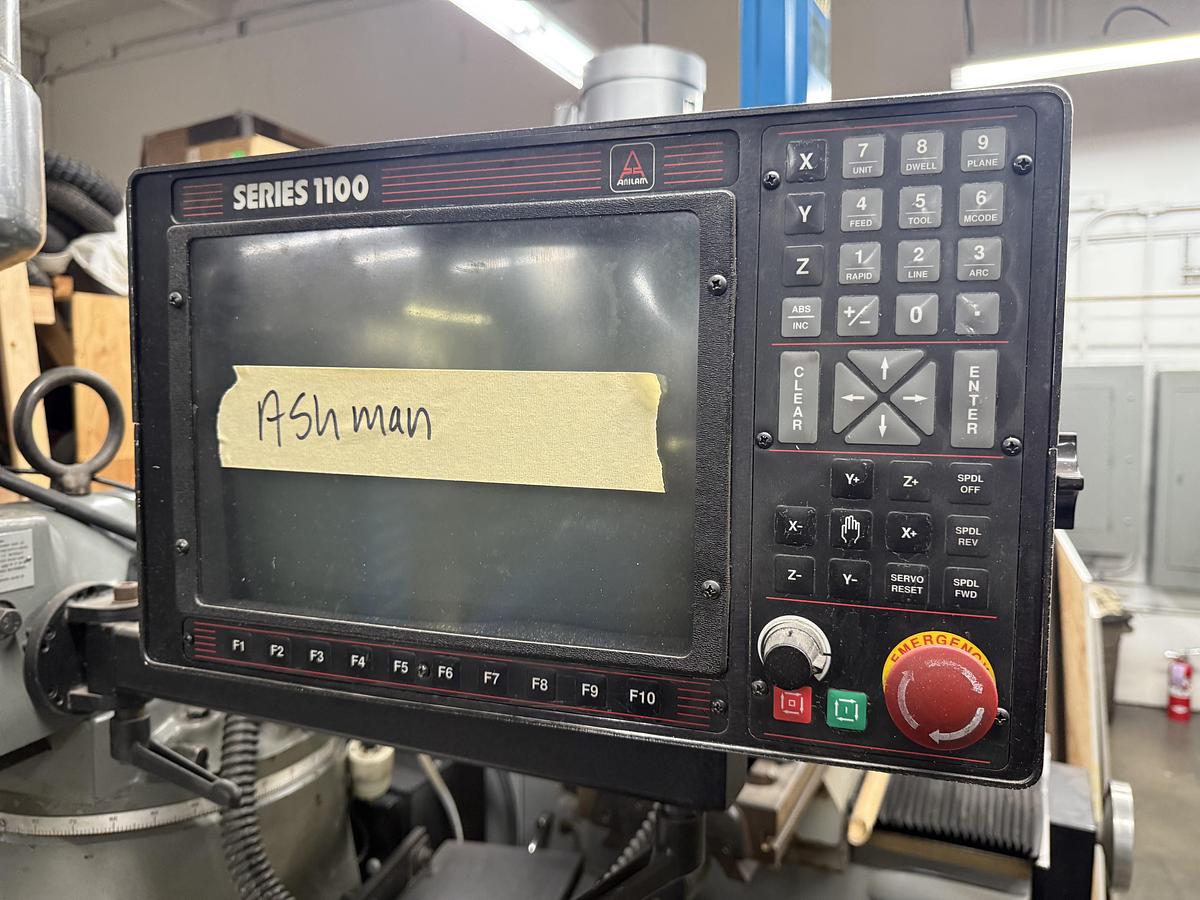 SERIES 1100
ANILAM
Ashman
F1 F2 F3 F4 F5 F6 F7 F8 F9 F10
X 7 UNIT 8 DWELL 9 PLANE
Y 4 FEED 5 TOOL 6 MCODE
Z 1 RAPID 2 LINE 3 ARC
ABS INC +/− 0 .
CLEAR ENTER
Y+ Z+ SPDL OFF
X- X+ SPDL REV
Z- Y- SERVO RESET SPDL FWD
EMERGENC